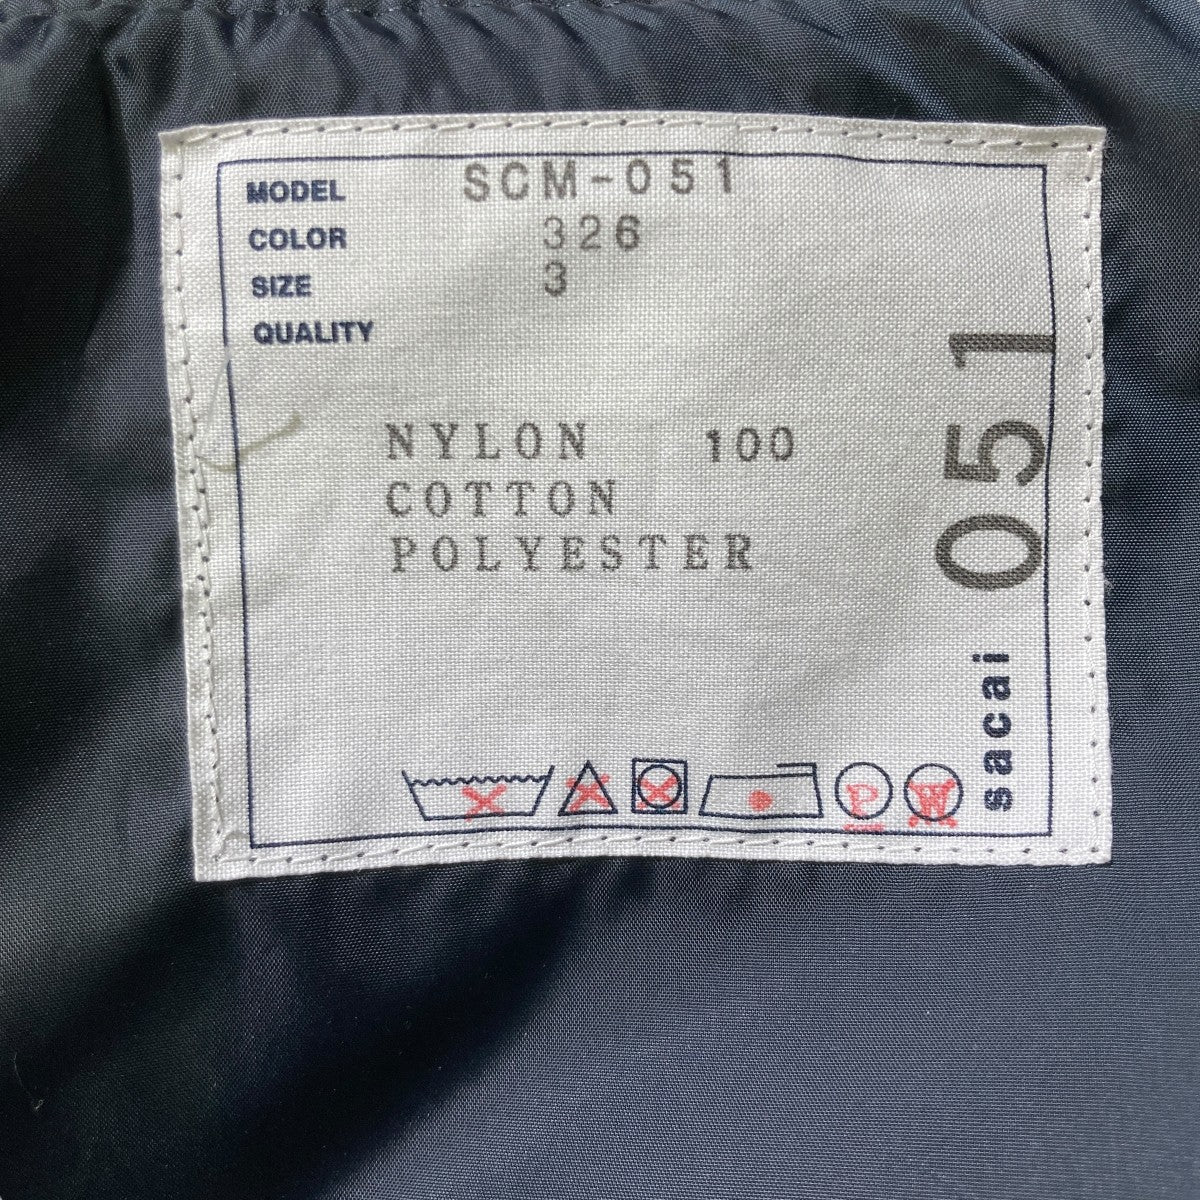 MODEL SCM-051
COLOR 326
SIZE 3
QUALITY
NYLON 100
COTTON
POLYESTER
sacai 051
P
W